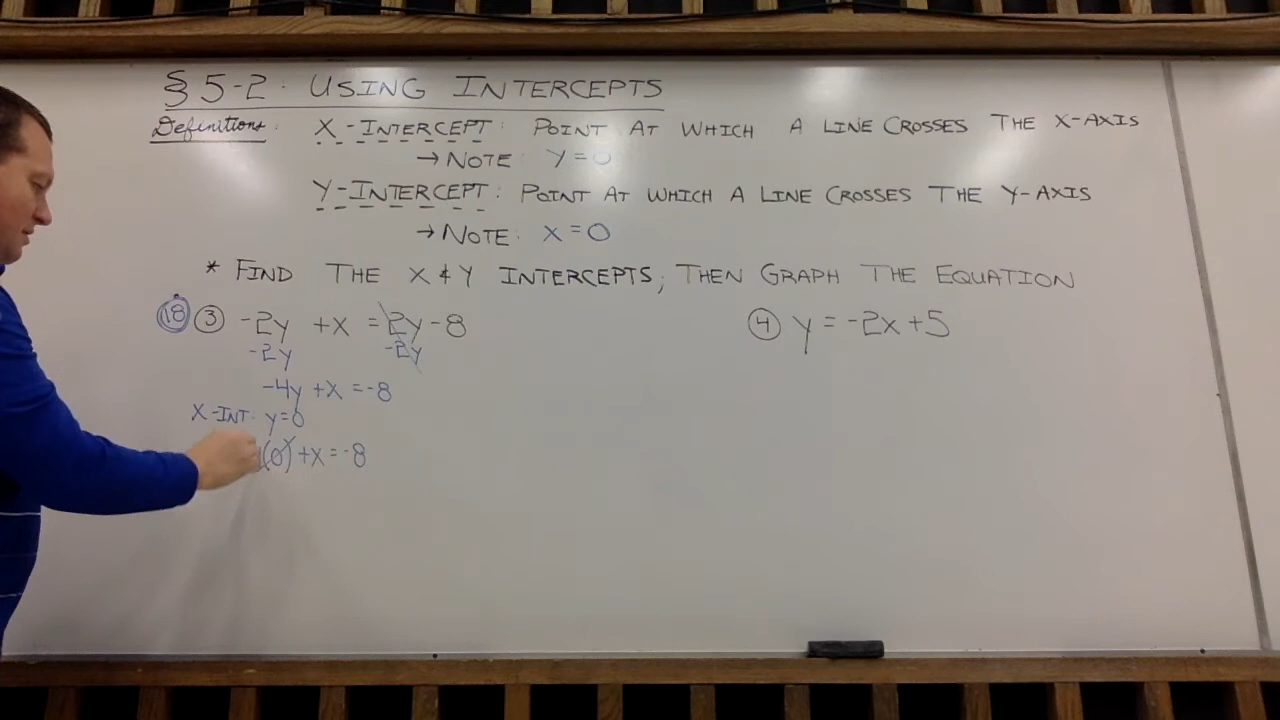 § 5-2: USING INTERCEPTS
Definitions: X-INTERCEPT: POINT AT WHICH A LINE CROSSES THE X-AXIS
→ NOTE: Y=0
Y-INTERCEPT: POINT AT WHICH A LINE CROSSES THE Y-AXIS
→ NOTE: X=0
* FIND THE X & Y INTERCEPTS; THEN GRAPH THE EQUATION
18 3 -2y +x = 2y-8
-2y -2y
-4y +x = -8
X-INT: y=0
(0) +x = -8
4 y = -2x+5